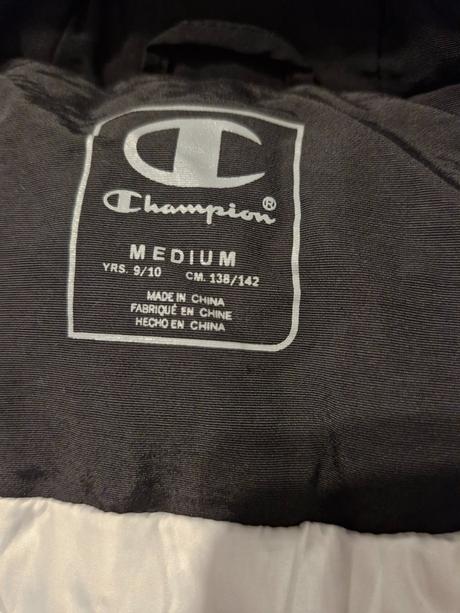 Champion®
MEDIUM
YRS. 9/10 CM. 138/142
MADE IN CHINA
FABRIQUÉ EN CHINE
HECHO EN CHINA